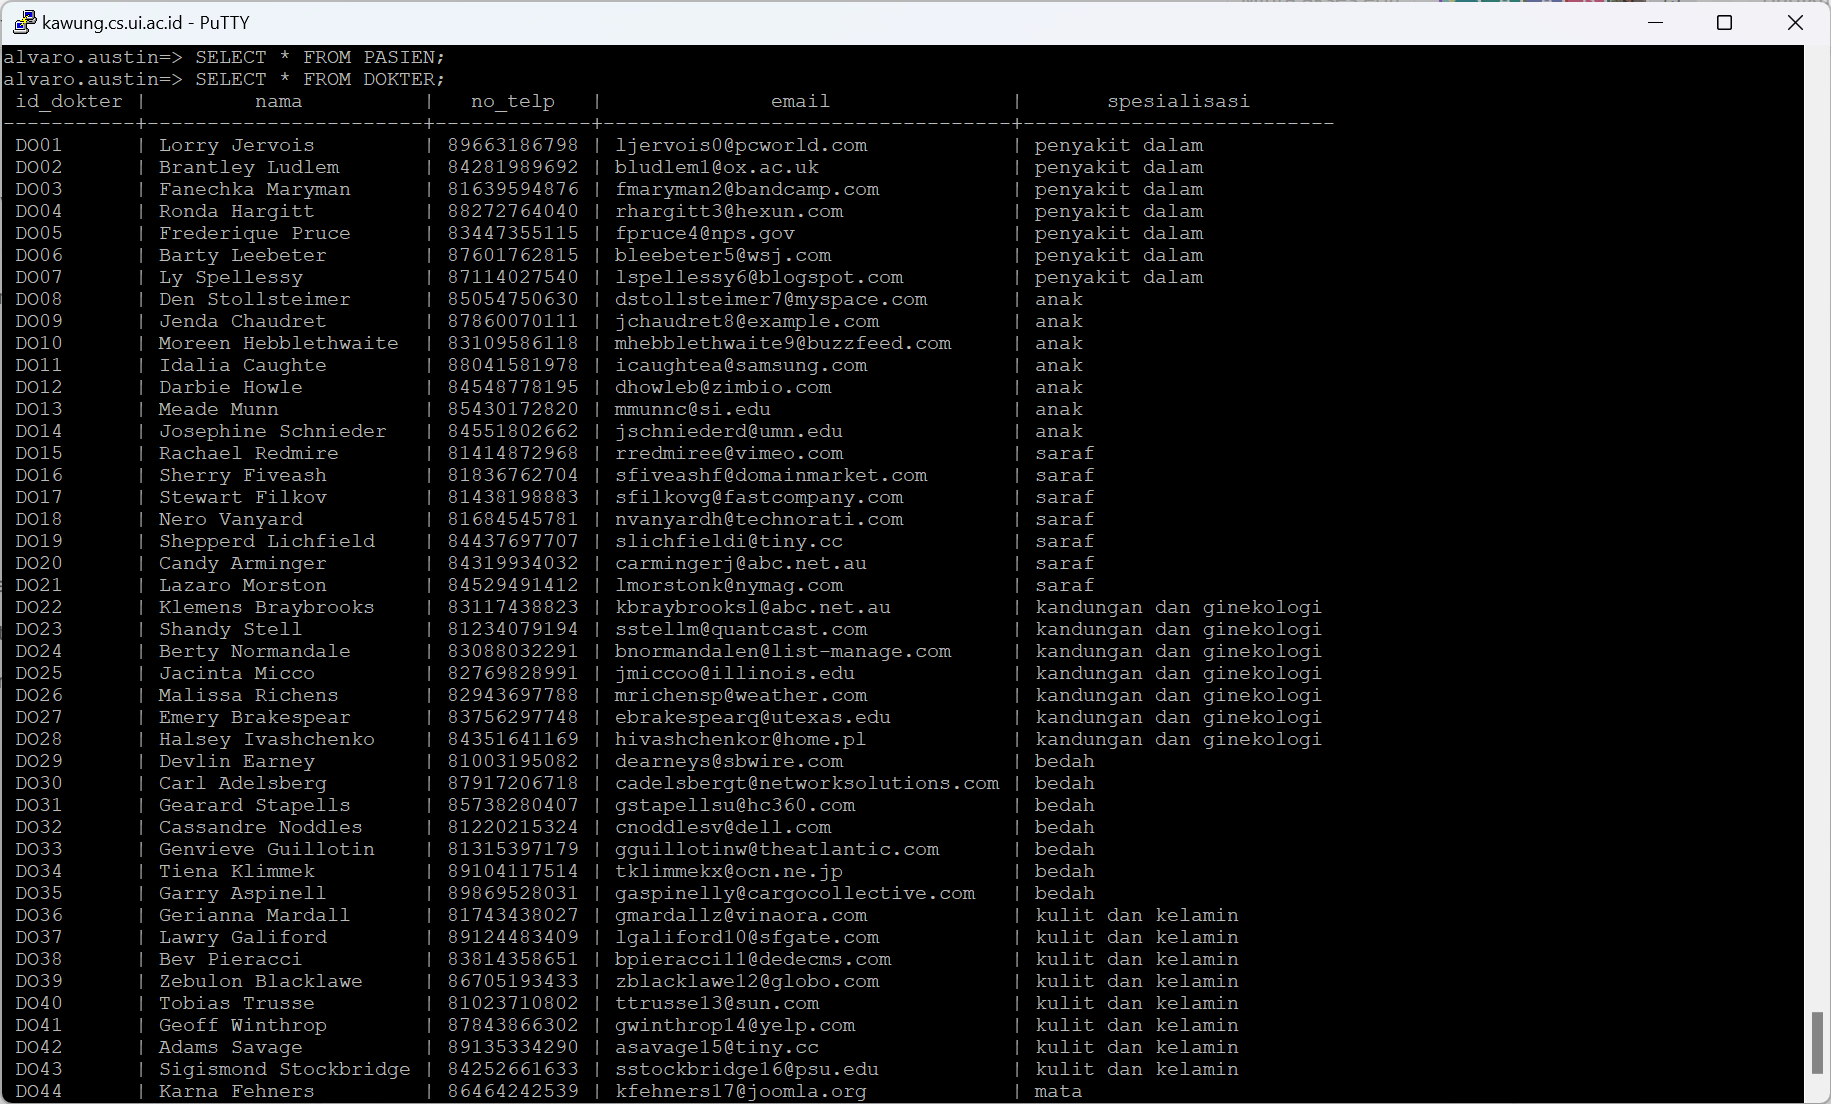 kawung.cs.ui.ac.id - PuTTY
alvaro.austin=> SELECT * FROM PASIEN;
alvaro.austin=> SELECT * FROM DOKTER;
id_dokter | nama | no_telp | email | spesialisasi
-----------+-----------------------+-------------+----------------------------------+--------------------------
DO01 | Lorry Jervois | 89663186798 | ljervois0@pcworld.com | penyakit dalam
DO02 | Brantley Ludlem | 84281989692 | bludlem1@ox.ac.uk | penyakit dalam
DO03 | Fanechka Maryman | 81639594876 | fmaryman2@bandcamp.com | penyakit dalam
DO04 | Ronda Hargitt | 88272764040 | rhargitt3@hexun.com | penyakit dalam
DO05 | Frederique Pruce | 83447355115 | fpruce4@nps.gov | penyakit dalam
DO06 | Barty Leebeter | 87601762815 | bleebeter5@wsj.com | penyakit dalam
DO07 | Ly Spellessy | 87114027540 | lspellessy6@blogspot.com | penyakit dalam
DO08 | Den Stollsteimer | 85054750630 | dstollsteimer7@myspace.com | anak
DO09 | Jenda Chaudret | 87860070111 | jchaudret8@example.com | anak
DO10 | Moreen Hebblethwaite | 83109586118 | mhebblethwaite9@buzzfeed.com | anak
DO11 | Idalia Caughte | 88041581978 | icaughtea@samsung.com | anak
DO12 | Darbie Howle | 84548778195 | dhowleb@zimbio.com | anak
DO13 | Meade Munn | 85430172820 | mmunnc@si.edu | anak
DO14 | Josephine Schnieder | 84551802662 | jschniederd@umn.edu | anak
DO15 | Rachael Redmire | 81414872968 | rredmiree@vimeo.com | saraf
DO16 | Sherry Fiveash | 81836762704 | sfiveashf@domainmarket.com | saraf
DO17 | Stewart Filkov | 81438198883 | sfilkovg@fastcompany.com | saraf
DO18 | Nero Vanyard | 81684545781 | nvanyardh@technorati.com | saraf
DO19 | Shepperd Lichfield | 84437697707 | slichfieldi@tiny.cc | saraf
DO20 | Candy Arminger | 84319934032 | carmingerj@abc.net.au | saraf
DO21 | Lazaro Morston | 84529491412 | lmorstonk@nymag.com | saraf
DO22 | Klemens Braybrooks | 83117438823 | kbraybrooksl@abc.net.au | kandungan dan ginekologi
DO23 | Shandy Stell | 81234079194 | sstellm@quantcast.com | kandungan dan ginekologi
DO24 | Berty Normandale | 83088032291 | bnormandalen@list-manage.com | kandungan dan ginekologi
DO25 | Jacinta Micco | 82769828991 | jmiccoo@illinois.edu | kandungan dan ginekologi
DO26 | Malissa Richens | 82943697788 | mrichensp@weather.com | kandungan dan ginekologi
DO27 | Emery Brakespear | 83756297748 | ebrakespearq@utexas.edu | kandungan dan ginekologi
DO28 | Halsey Ivashchenko | 84351641169 | hivashchenkor@home.pl | kandungan dan ginekologi
DO29 | Devlin Earney | 81003195082 | dearneys@sbwire.com | bedah
DO30 | Carl Adelsberg | 87917206718 | cadelsbergt@networksolutions.com | bedah
DO31 | Gearard Stapells | 85738280407 | gstapellsu@hc360.com | bedah
DO32 | Cassandre Noddles | 81220215324 | cnoddlesv@dell.com | bedah
DO33 | Genvieve Guillotin | 81315397179 | gguillotinw@theatlantic.com | bedah
DO34 | Tiena Klimmek | 89104117514 | tklimmekx@ocn.ne.jp | bedah
DO35 | Garry Aspinell | 89869528031 | gaspinelly@cargocollective.com | bedah
DO36 | Gerianna Mardall | 81743438027 | gmardallz@vinaora.com | kulit dan kelamin
DO37 | Lawry Galiford | 89124483409 | lgaliford10@sfgate.com | kulit dan kelamin
DO38 | Bev Pieracci | 83814358651 | bpieracci11@dedecms.com | kulit dan kelamin
DO39 | Zebulon Blacklawe | 86705193433 | zblacklawe12@globo.com | kulit dan kelamin
DO40 | Tobias Trusse | 81023710802 | ttrusse13@sun.com | kulit dan kelamin
DO41 | Geoff Winthrop | 87843866302 | gwinthrop14@yelp.com | kulit dan kelamin
DO42 | Adams Savage | 89135334290 | asavage15@tiny.cc | kulit dan kelamin
DO43 | Sigismond Stockbridge | 84252661633 | sstockbridge16@psu.edu | kulit dan kelamin
DO44 | Karna Fehners | 86464242539 | kfehners17@joomla.org | mata